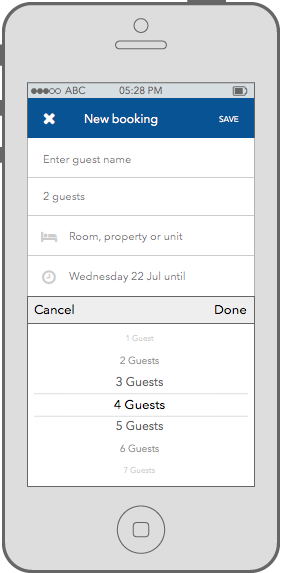 ABC 05:28 PM
New booking SAVE
Enter guest name
2 guests
Room, property or unit
Wednesday 22 Jul until
Cancel Done
1 Guest
2 Guests
3 Guests
4 Guests
5 Guests
6 Guests
7 Guests